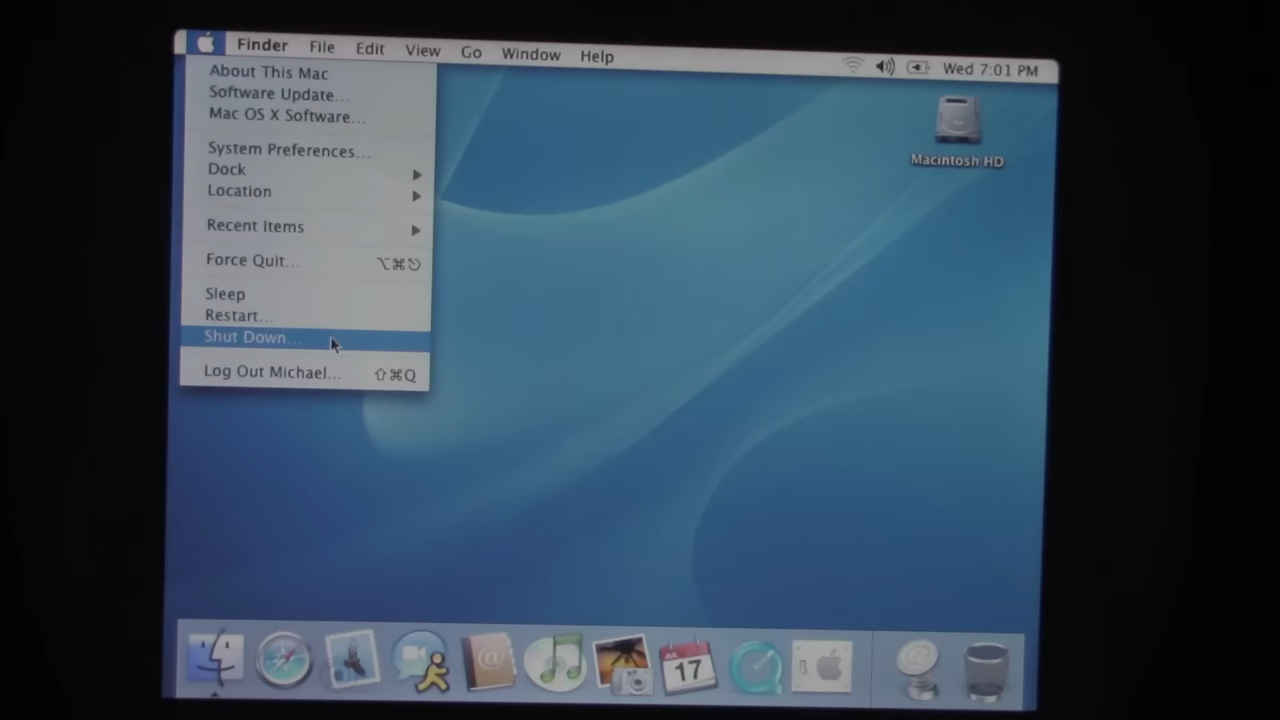 Finder File Edit View Go Window Help Wed 7:01 PM
About This Mac
Software Update...
Mac OS X Software...
System Preferences...
Dock
Location
Recent Items
Force Quit... ⌥⌘⎋
Sleep
Restart...
Shut Down...
Log Out Michael... ⇧⌘Q
Macintosh HD
JUL
17
@
@